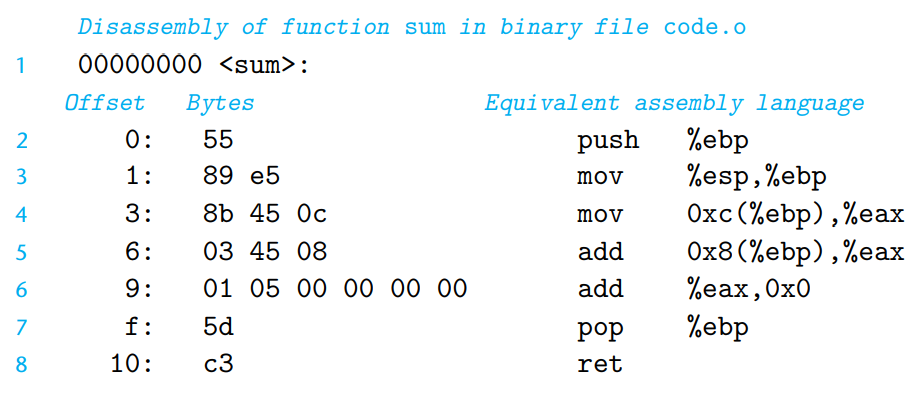 Disassembly of function sum in binary file code.o
1 00000000 <sum>:
Offset Bytes Equivalent assembly language
2 0: 55 push %ebp
3 1: 89 e5 mov %esp,%ebp
4 3: 8b 45 0c mov 0xc(%ebp),%eax
5 6: 03 45 08 add 0x8(%ebp),%eax
6 9: 01 05 00 00 00 00 add %eax,0x0
7 f: 5d pop %ebp
8 10: c3 ret